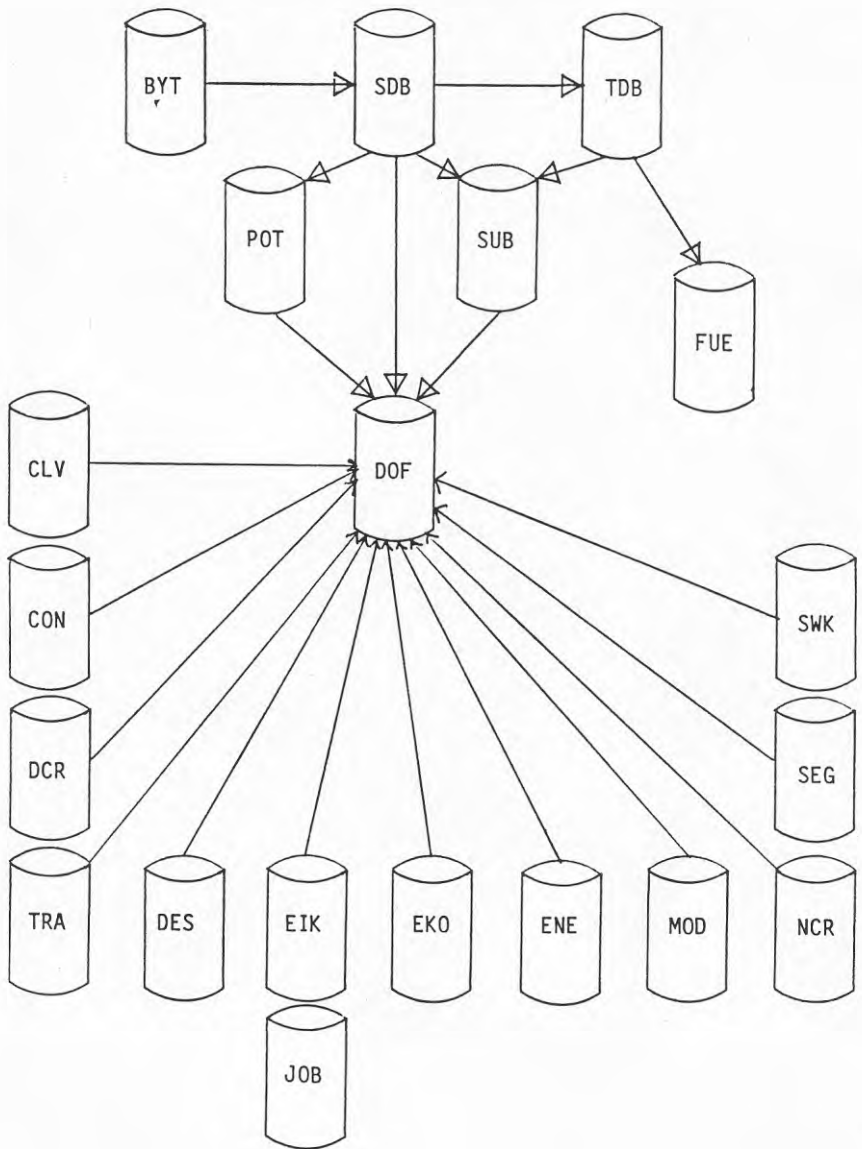 BYT
SDB
TDB
POT
SUB
FUE
CLV
DOF
CON
SWK
DCR
SEG
TRA
DES
EIK
EKO
ENE
MOD
NCR
JOB